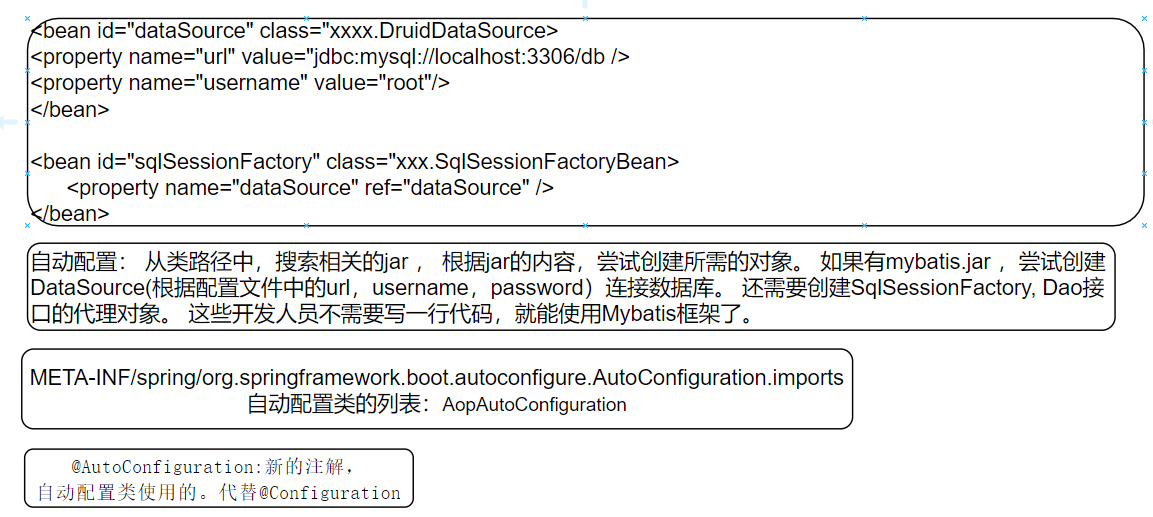 <bean id="dataSource" class="xxxx.DruidDataSource>
<property name="url" value="jdbc:mysql://localhost:3306/db />
<property name="username" value="root"/>
</bean>
<bean id="sqlSessionFactory" class="xxx.SqlSessionFactoryBean>
<property name="dataSource" ref="dataSource" />
</bean>
自动配置： 从类路径中，搜索相关的jar ， 根据jar的内容，尝试创建所需的对象。 如果有mybatis.jar ，尝试创建
DataSource(根据配置文件中的url，username，password）连接数据库。 还需要创建SqlSessionFactory, Dao接
口的代理对象。 这些开发人员不需要写一行代码，就能使用Mybatis框架了。
META-INF/spring/org.springframework.boot.autoconfigure.AutoConfiguration.imports
自动配置类的列表：AopAutoConfiguration
@AutoConfiguration:新的注解，
自动配置类使用的。代替@Configuration